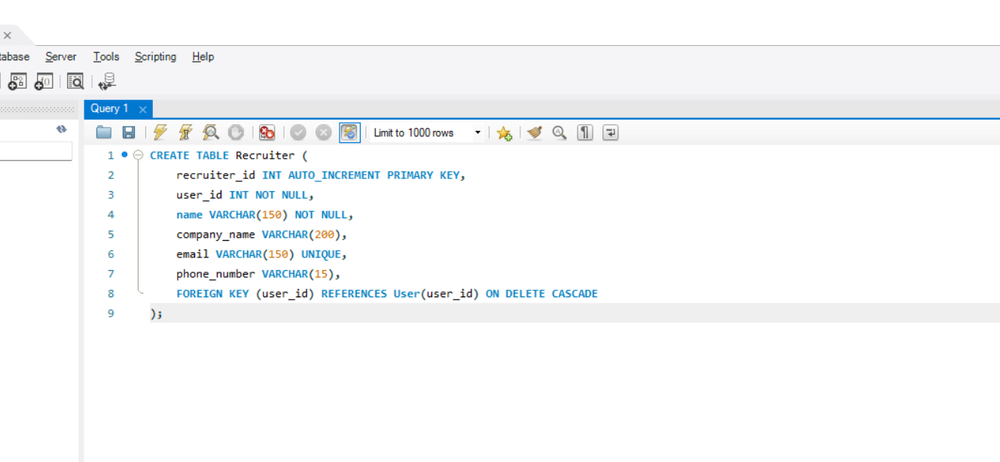 Server Tools Scripting Help
Query 1
Limit to 1000 rows
1 CREATE TABLE Recruiter (
2 recruiter_id INT AUTO_INCREMENT PRIMARY KEY,
3 user_id INT NOT NULL,
4 name VARCHAR(150) NOT NULL,
5 company_name VARCHAR(200),
6 email VARCHAR(150) UNIQUE,
7 phone_number VARCHAR(15),
8 FOREIGN KEY (user_id) REFERENCES User(user_id) ON DELETE CASCADE
9 );